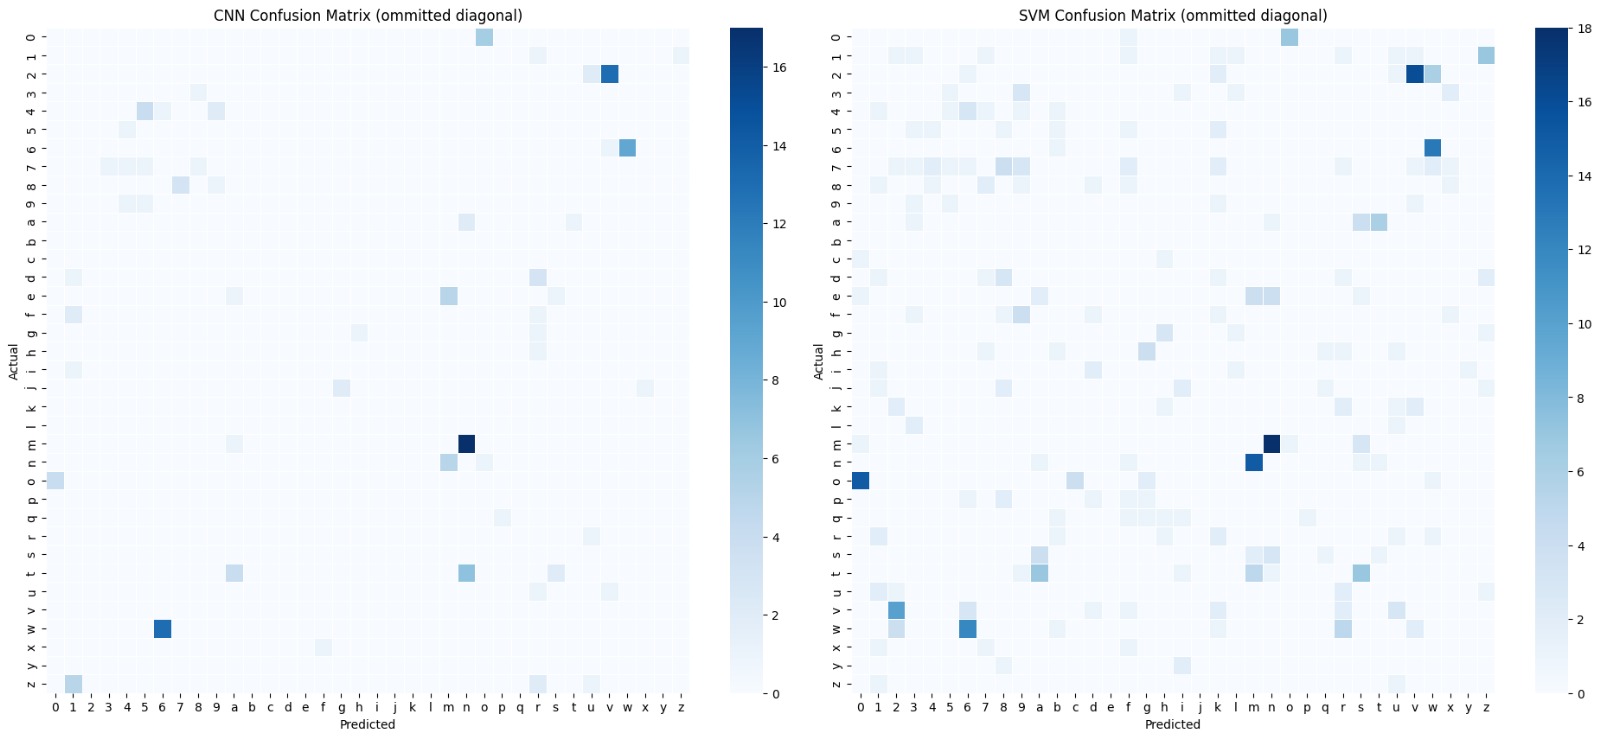 CNN Confusion Matrix (ommitted diagonal)
Actual
0
1
2
3
4
5
6
7
8
9
a
b
c
d
e
f
g
h
i
j
k
l
m
n
o
p
q
r
s
t
u
v
w
x
y
z
0 1 2 3 4 5 6 7 8 9 a b c d e f g h i j k l m n o p q r s t u v w x y z
Predicted
16
14
12
10
8
6
4
2
0
SVM Confusion Matrix (ommitted diagonal)
Actual
0
1
2
3
4
5
6
7
8
9
a
b
c
d
e
f
g
h
i
j
k
l
m
n
o
p
q
r
s
t
u
v
w
x
y
z
0 1 2 3 4 5 6 7 8 9 a b c d e f g h i j k l m n o p q r s t u v w x y z
Predicted
18
16
14
12
10
8
6
4
2
0